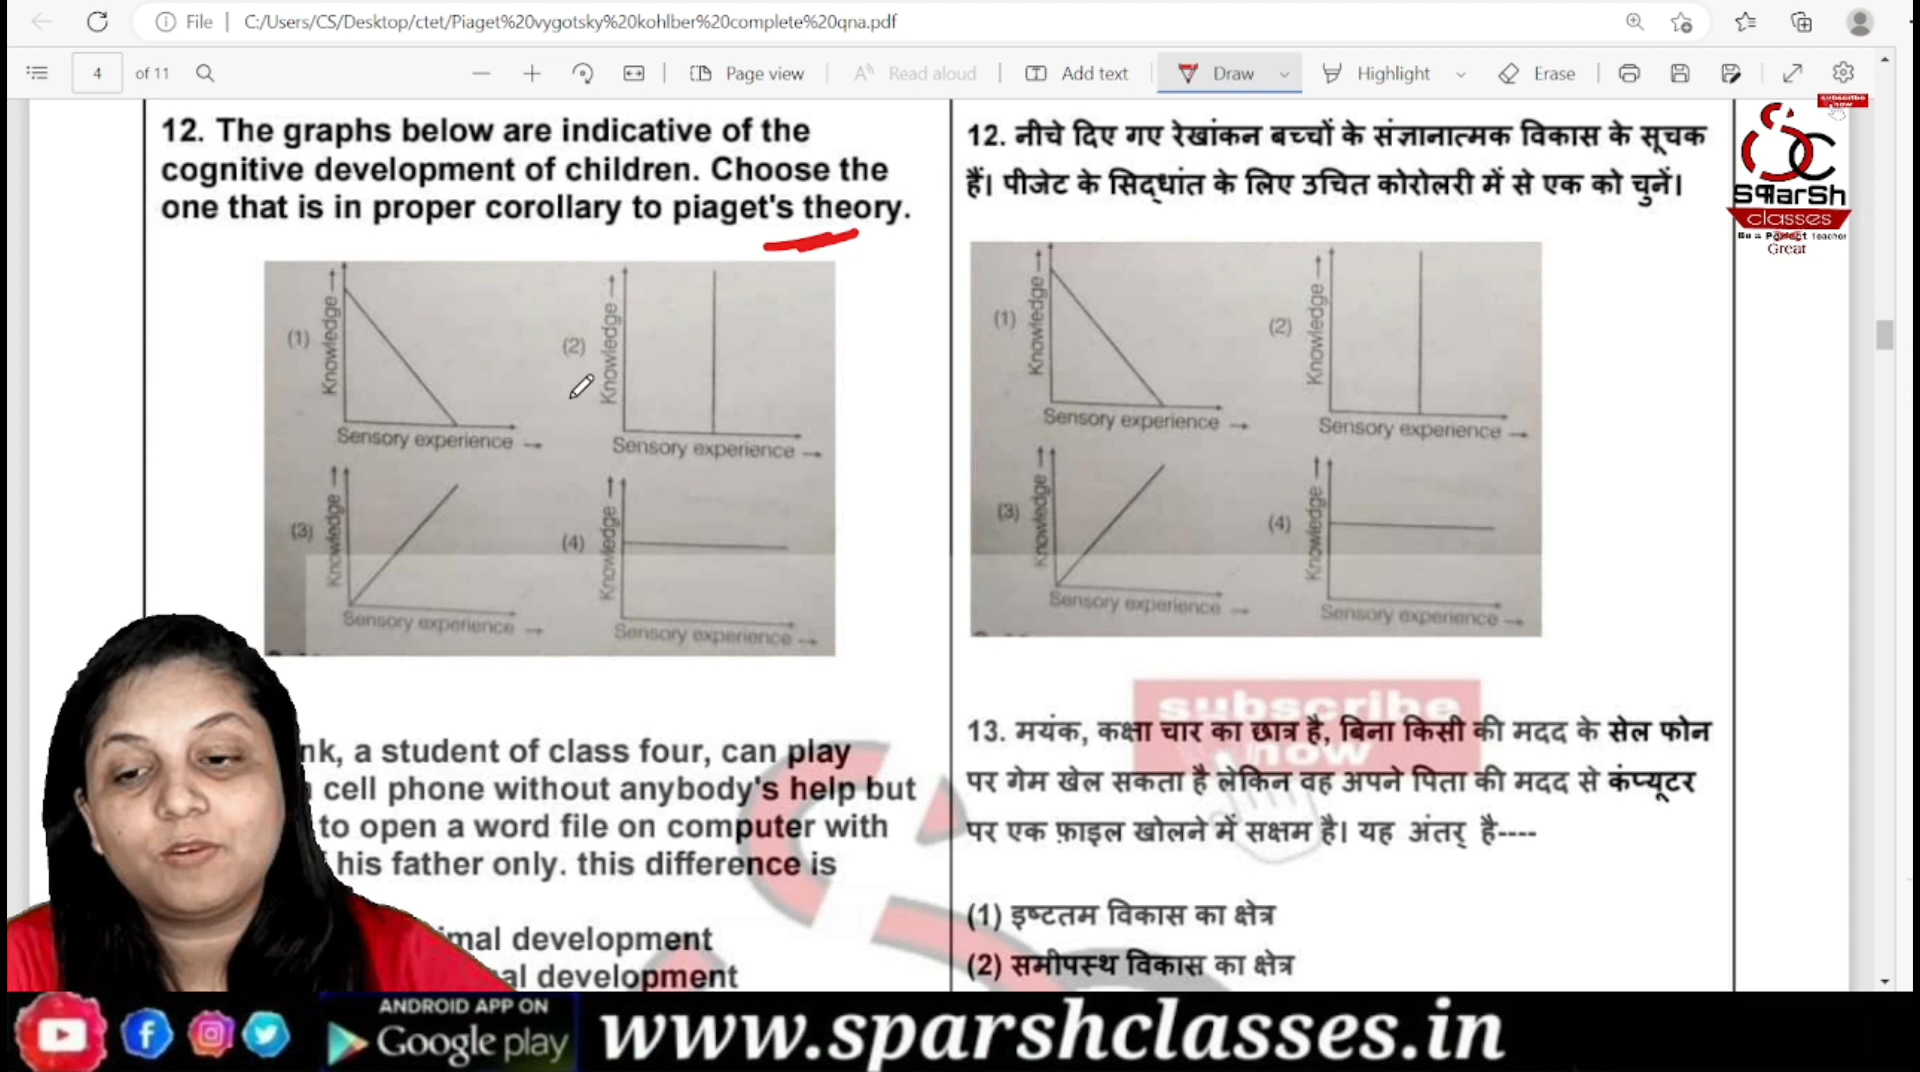 File
C:/Users/CS/Desktop/ctet/Piaget%20vygotsky%20kohlber%20complete%20qna.pdf
4 of 11
Page view
Read aloud
Add text
Draw
Highlight
Erase
12. The graphs below are indicative of the
cognitive development of children. Choose the
one that is in proper corollary to piaget's theory.
(1) Knowledge
Sensory experience
(2) Knowledge
Sensory experience
(3) Knowledge
Sensory experience
(4) Knowledge
Sensory experience
nk, a student of class four, can play
cell phone without anybody's help but
to open a word file on computer with
his father only. this difference is
imal development
al development
12. नीचे दिए गए रेखांकन बच्चों के संज्ञानात्मक विकास के सूचक
हैं। पीजेट के सिद्धांत के लिए उचित कोरोलरी में से एक को चुनें।
(1) Knowledge
Sensory experience
(2) Knowledge
Sensory experience
(3) Knowledge
Sensory experience
(4) Knowledge
Sensory experience
subscribe
now
13. मयंक, कक्षा चार का छात्र है, बिना किसी की मदद के सेल फोन
पर गेम खेल सकता है लेकिन वह अपने पिता की मदद से कंप्यूटर
पर एक फ़ाइल खोलने में सक्षम है। यह अंतर् है----
(1) इष्टतम विकास का क्षेत्र
(2) समीपस्थ विकास का क्षेत्र
subscribe
now
SparSh
classes
Great
ANDROID APP ON
Google play
www.sparshclasses.in